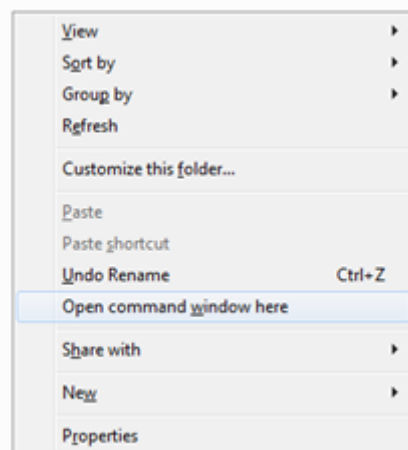 View
Sort by
Group by
Refresh
Customize this folder...
Paste
Paste shortcut
Undo Rename Ctrl+Z
Open command window here
Share with
New
Properties